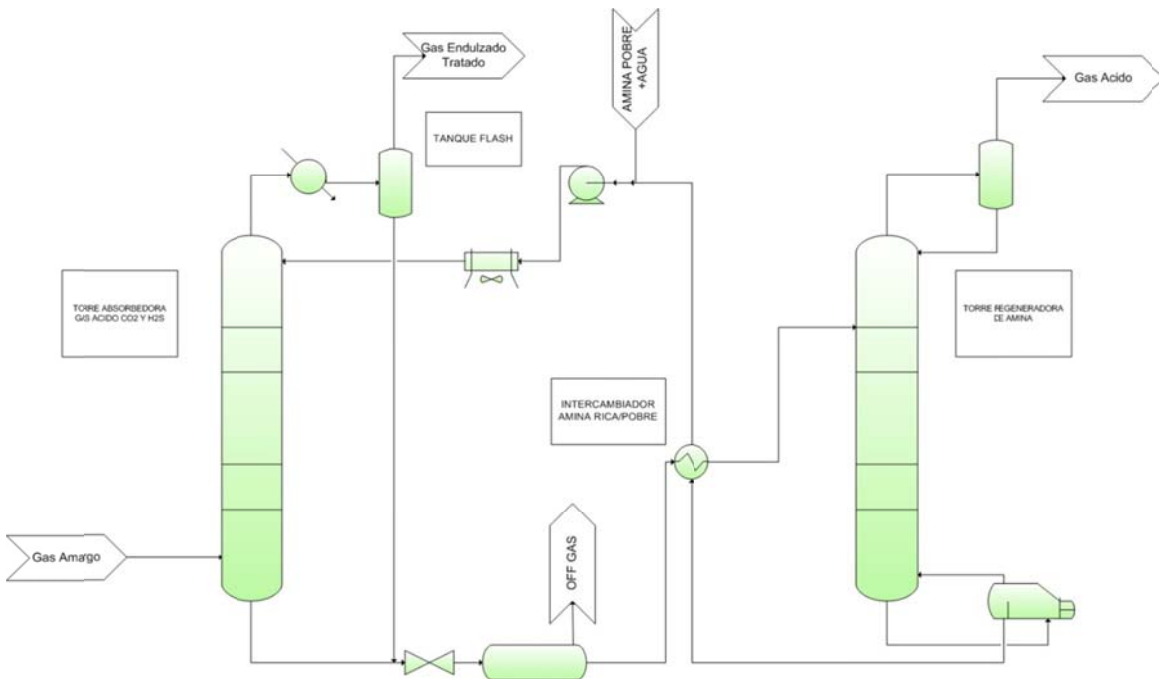 Gas Endulzado
Tratado
AMINA POBRE
+AGUA
Gas Acido
TANQUE FLASH
TORRE ABSORBEDORA
GAS ACIDO CO2 Y H2S
TORRE REGENERADORA
DE AMINA
INTERCAMBIADOR
AMINA RICA/POBRE
Gas Amargo
OFF GAS